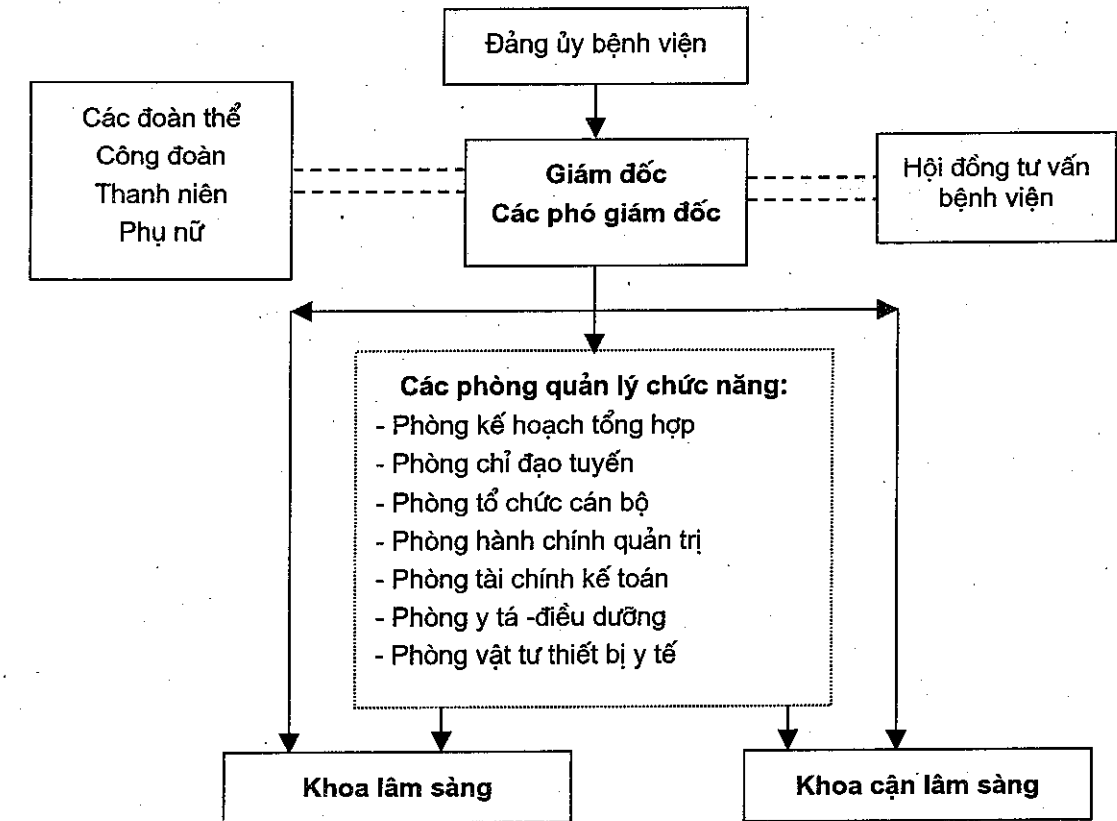 Đảng ủy bệnh viện
Các đoàn thể
Công đoàn
Thanh niên
Phụ nữ
Giám đốc
Các phó giám đốc
Hội đồng tư vấn
bệnh viện
Các phòng quản lý chức năng:
- Phòng kế hoạch tổng hợp
- Phòng chỉ đạo tuyến
- Phòng tổ chức cán bộ
- Phòng hành chính quản trị
- Phòng tài chính kế toán
- Phòng y tá -điều dưỡng
- Phòng vật tư thiết bị y tế
Khoa lâm sàng
Khoa cận lâm sàng